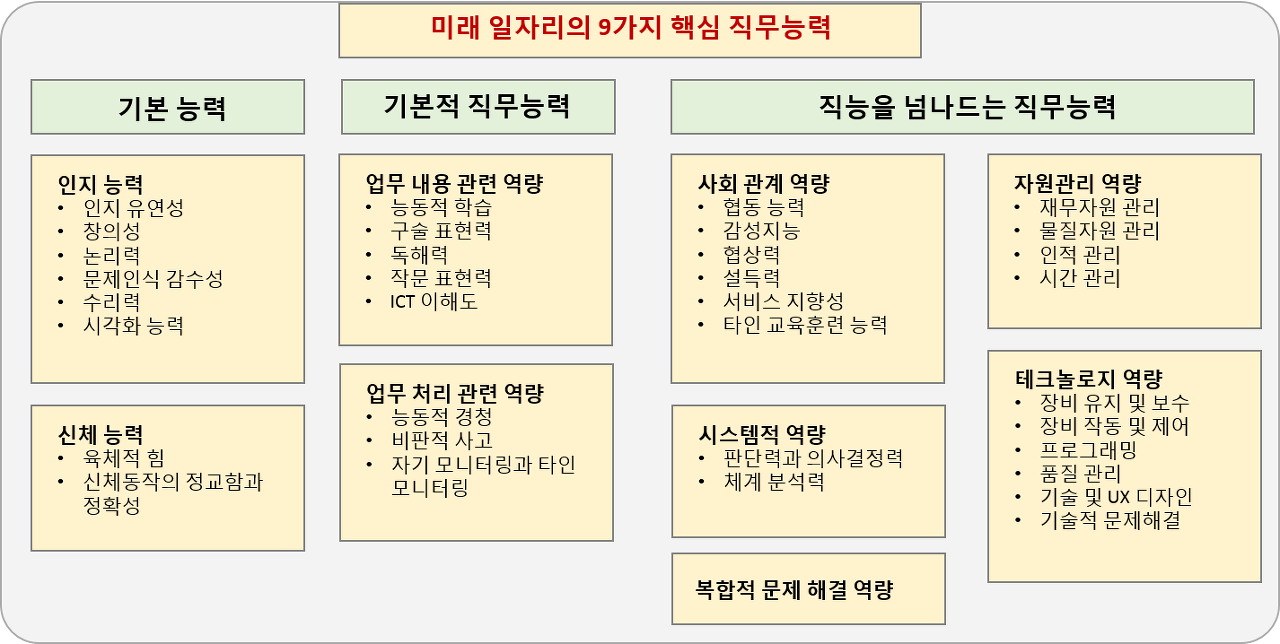 미래 일자리의 9가지 핵심 직무능력
기본 능력
인지 능력
• 인지 유연성
• 창의성
• 논리력
• 문제인식 감수성
• 수리력
• 시각화 능력
신체 능력
• 육체적 힘
• 신체동작의 정교함과
정확성
기본적 직무능력
업무 내용 관련 역량
• 능동적 학습
• 구술 표현력
• 독해력
• 작문 표현력
• ICT 이해도
업무 처리 관련 역량
• 능동적 경청
• 비판적 사고
• 자기 모니터링과 타인
모니터링
직능을 넘나드는 직무능력
사회 관계 역량
• 협동 능력
• 감성지능
• 협상력
• 설득력
• 서비스 지향성
• 타인 교육훈련 능력
시스템적 역량
• 판단력과 의사결정력
• 체계 분석력
복합적 문제 해결 역량
자원관리 역량
• 재무자원 관리
• 물질자원 관리
• 인적 관리
• 시간 관리
테크놀로지 역량
• 장비 유지 및 보수
• 장비 작동 및 제어
• 프로그래밍
• 품질 관리
• 기술 및 UX 디자인
• 기술적 문제해결